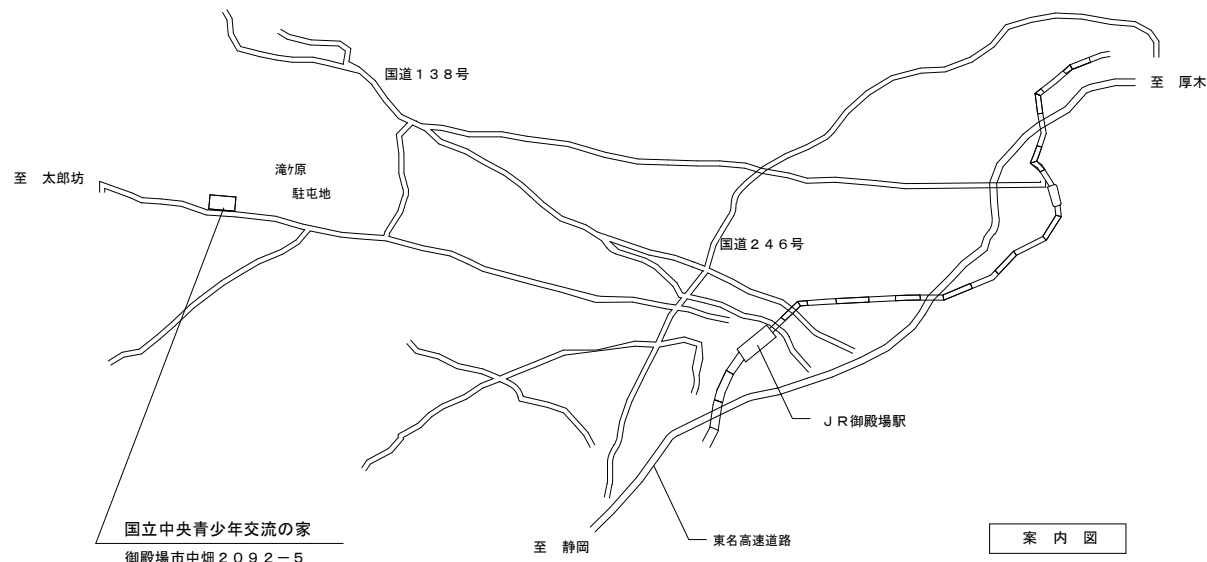 国道１３８号
至　厚木
滝ケ原
駐屯地
至　太郎坊
国道２４６号
ＪＲ御殿場駅
国立中央青少年交流の家
御殿場市中畑２０９２－５
至　静岡
東名高速道路
案　内　図